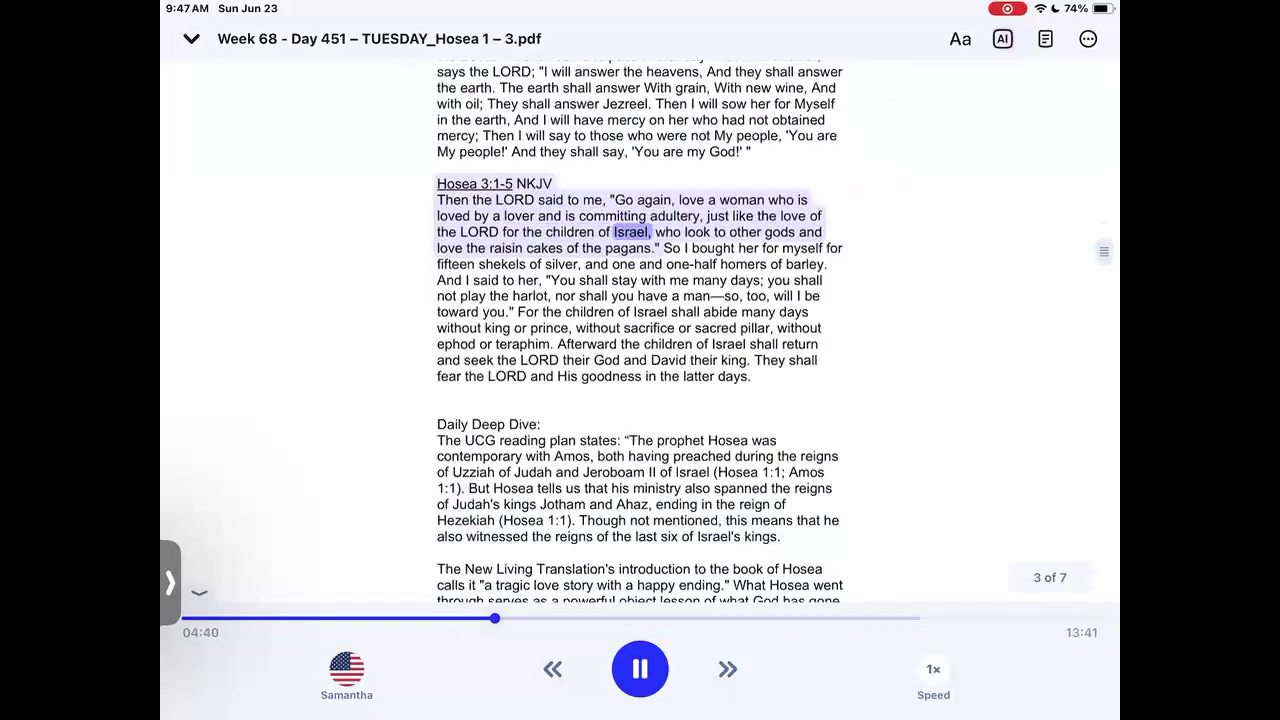 9:47AM Sun Jun 23
74%
Week 68 - Day 451 – TUESDAY_Hosea 1 – 3.pdf
Aa
AI
says the LORD; "I will answer the heavens, And they shall answer
the earth. The earth shall answer With grain, With new wine, And
with oil; They shall answer Jezreel. Then I will sow her for Myself
in the earth, And I will have mercy on her who had not obtained
mercy; Then I will say to those who were not My people, 'You are
My people!' And they shall say, 'You are my God!' "
Hosea 3:1-5 NKJV
Then the LORD said to me, "Go again, love a woman who is
loved by a lover and is committing adultery, just like the love of
the LORD for the children of Israel, who look to other gods and
love the raisin cakes of the pagans." So I bought her for myself for
fifteen shekels of silver, and one and one-half homers of barley.
And I said to her, "You shall stay with me many days; you shall
not play the harlot, nor shall you have a man—so, too, will I be
toward you." For the children of Israel shall abide many days
without king or prince, without sacrifice or sacred pillar, without
ephod or teraphim. Afterward the children of Israel shall return
and seek the LORD their God and David their king. They shall
fear the LORD and His goodness in the latter days.
Daily Deep Dive:
The UCG reading plan states: “The prophet Hosea was
contemporary with Amos, both having preached during the reigns
of Uzziah of Judah and Jeroboam II of Israel (Hosea 1:1; Amos
1:1). But Hosea tells us that his ministry also spanned the reigns
of Judah's kings Jotham and Ahaz, ending in the reign of
Hezekiah (Hosea 1:1). Though not mentioned, this means that he
also witnessed the reigns of the last six of Israel's kings.
The New Living Translation's introduction to the book of Hosea
calls it "a tragic love story with a happy ending." What Hosea went
through serves as a powerful object lesson of what God has gone
3 of 7
04:40
13:41
Samantha
1×
Speed